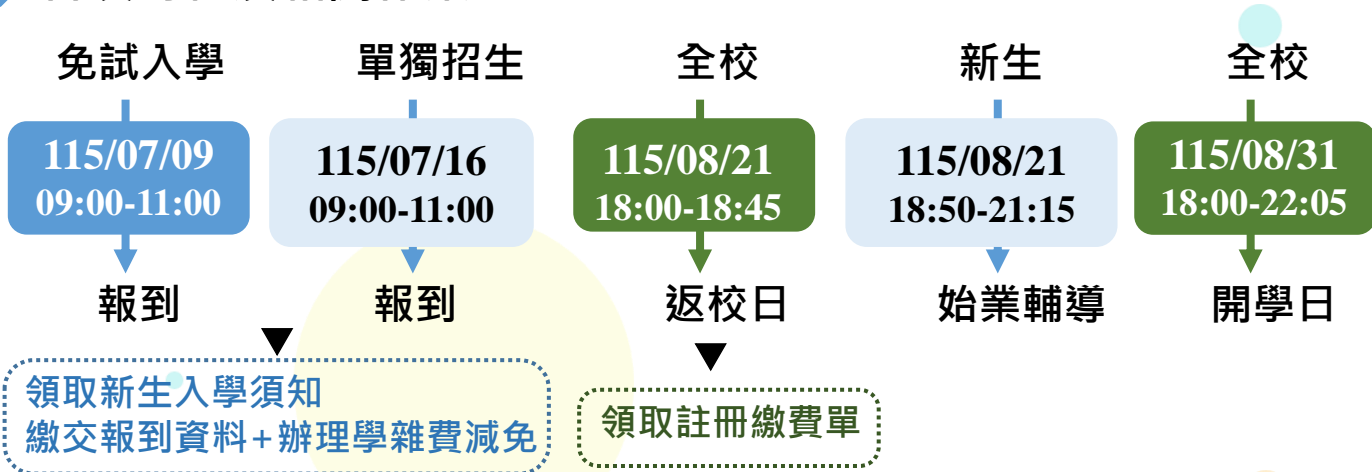 免試入學
單獨招生
全校
新生
全校
115/07/09
09:00-11:00
115/07/16
09:00-11:00
115/08/21
18:00-18:45
115/08/21
18:50-21:15
115/08/31
18:00-22:05
報到
報到
返校日
始業輔導
開學日
領取新生入學須知
繳交報到資料+辦理學雜費減免
領取註冊繳費單